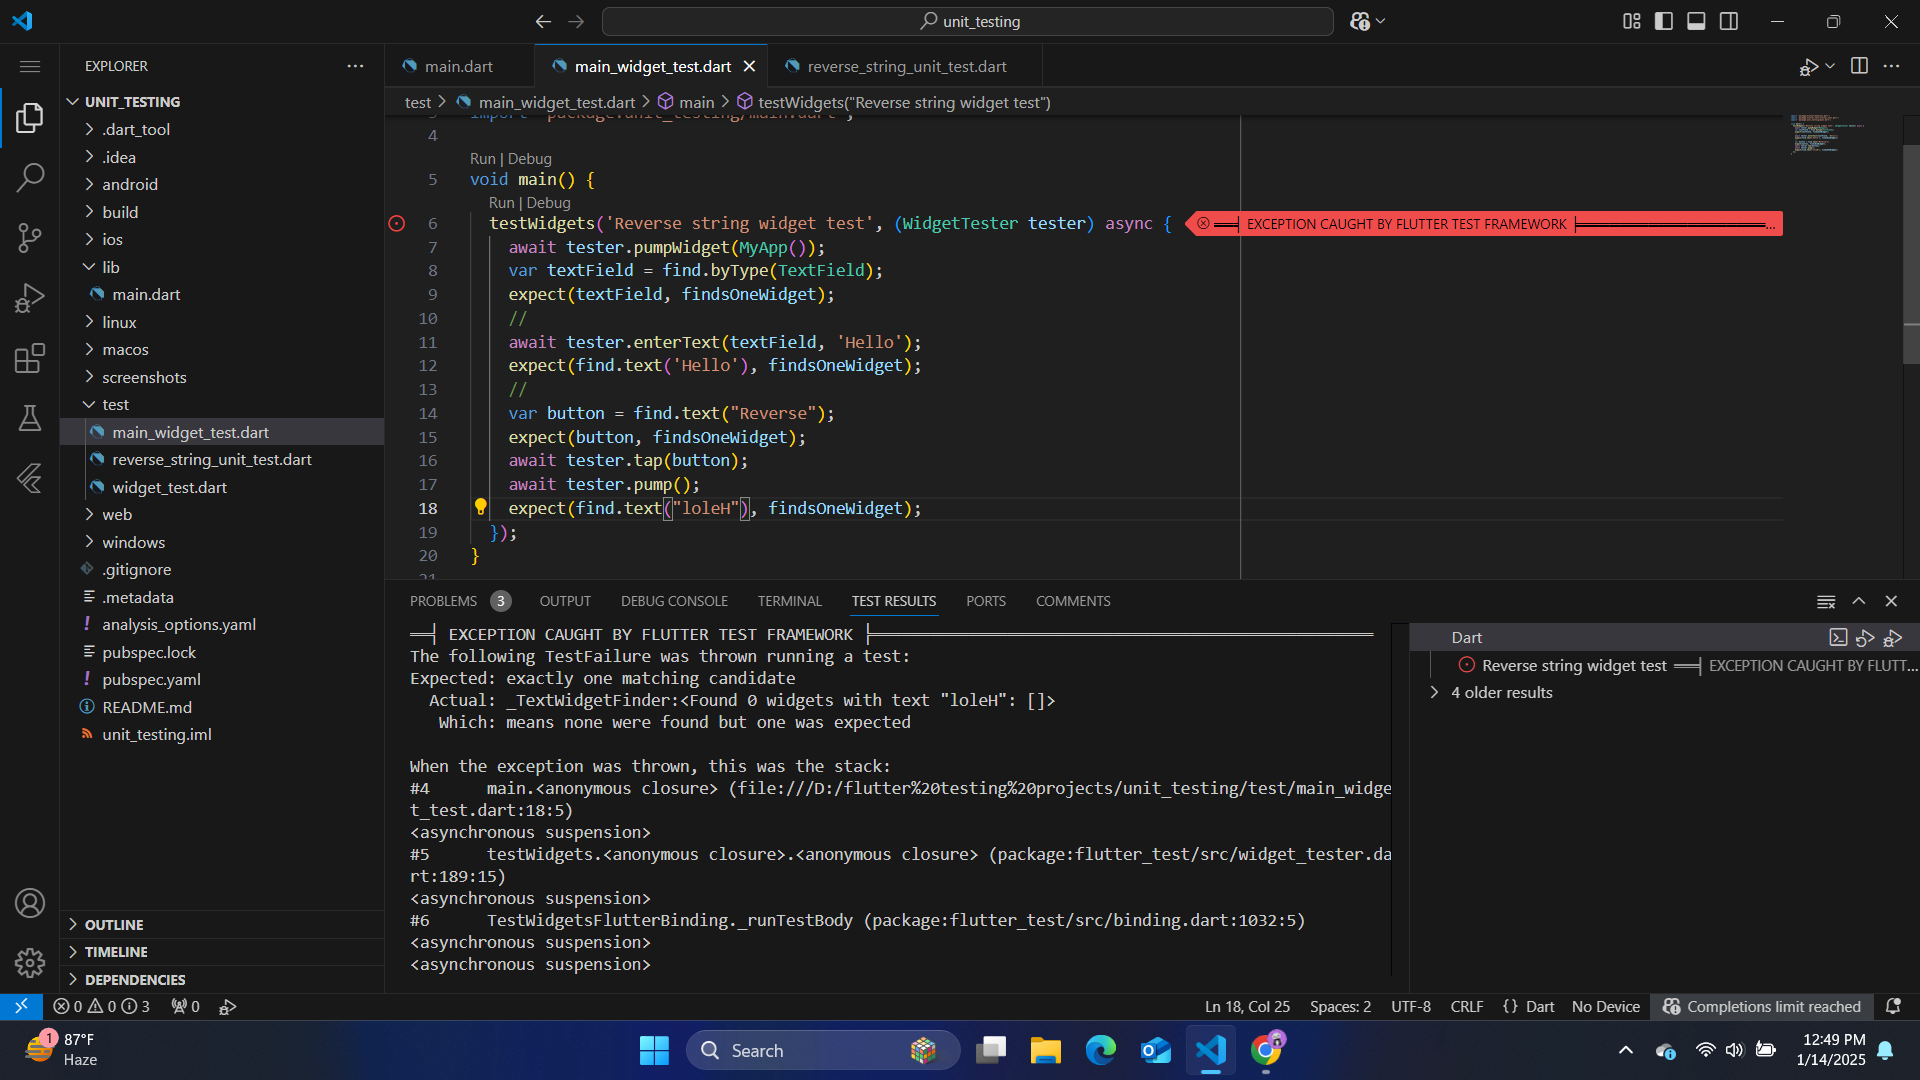 unit_testing
EXPLORER
main.dart
main_widget_test.dart
reverse_string_unit_test.dart
test > main_widget_test.dart > main > testWidgets("Reverse string widget test")
UNIT_TESTING
.dart_tool
.idea
android
build
ios
lib
main.dart
linux
macos
screenshots
test
main_widget_test.dart
reverse_string_unit_test.dart
widget_test.dart
web
windows
.gitignore
.metadata
analysis_options.yaml
pubspec.lock
pubspec.yaml
README.md
unit_testing.iml
OUTLINE
TIMELINE
DEPENDENCIES
3 import 'package:unit_testing/main.dart';
4
Run | Debug
5 void main() {
Run | Debug
6 testWidgets('Reverse string widget test', (WidgetTester tester) async { ══╡ EXCEPTION CAUGHT BY FLUTTER TEST FRAMEWORK ╞═══...
7 await tester.pumpWidget(MyApp());
8 var textField = find.byType(TextField);
9 expect(textField, findsOneWidget);
10 //
11 await tester.enterText(textField, 'Hello');
12 expect(find.text('Hello'), findsOneWidget);
13 //
14 var button = find.text("Reverse");
15 expect(button, findsOneWidget);
16 await tester.tap(button);
17 await tester.pump();
18 expect(find.text("loleH"), findsOneWidget);
19 });
20 }
21
PROBLEMS 3 OUTPUT DEBUG CONSOLE TERMINAL TEST RESULTS PORTS COMMENTS
══╡ EXCEPTION CAUGHT BY FLUTTER TEST FRAMEWORK ╞════════════════════════════════════════════════════
The following TestFailure was thrown running a test:
Expected: exactly one matching candidate
Actual: _TextWidgetFinder:<Found 0 widgets with text "loleH": []>
Which: means none were found but one was expected
When the exception was thrown, this was the stack:
#4 main.<anonymous closure> (file:///D:/flutter%20testing%20projects/unit_testing/test/main_widge
t_test.dart:18:5)
<asynchronous suspension>
#5 testWidgets.<anonymous closure>.<anonymous closure> (package:flutter_test/src/widget_tester.da
rt:189:15)
<asynchronous suspension>
#6 TestWidgetsFlutterBinding._runTestBody (package:flutter_test/src/binding.dart:1032:5)
<asynchronous suspension>
<asynchronous suspension>
Dart
Reverse string widget test ══╡ EXCEPTION CAUGHT BY FLUTT...
4 older results
0 0 3 0
Ln 18, Col 25 Spaces: 2 UTF-8 CRLF {} Dart No Device Completions limit reached
1
87°F
Haze
Search
12:49 PM
1/14/2025